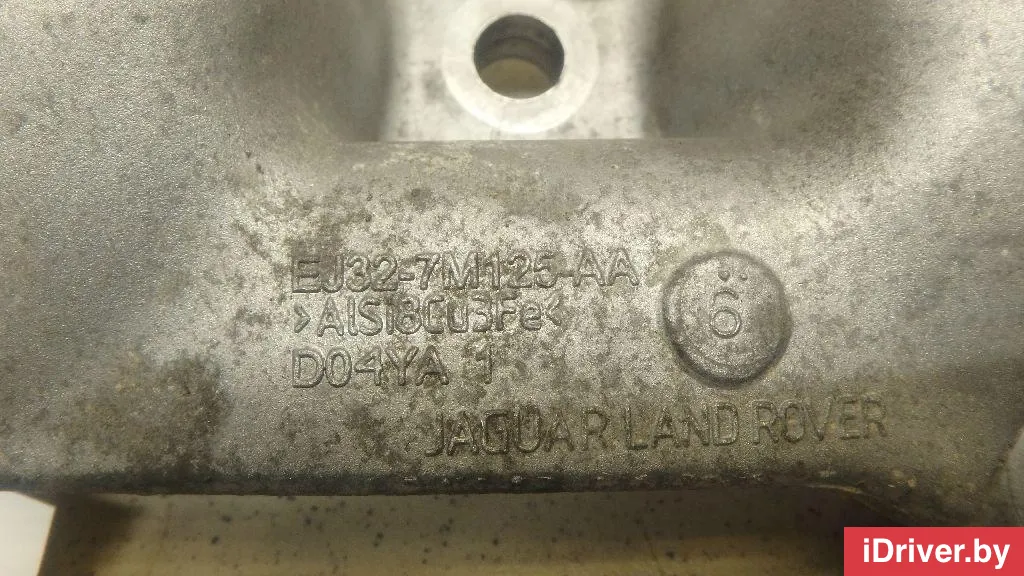 EJ32-7M125-AA
>AlSi8Cu3Fe<
6
D04YA 1
JAGUAR LAND ROVER
iDriver.by